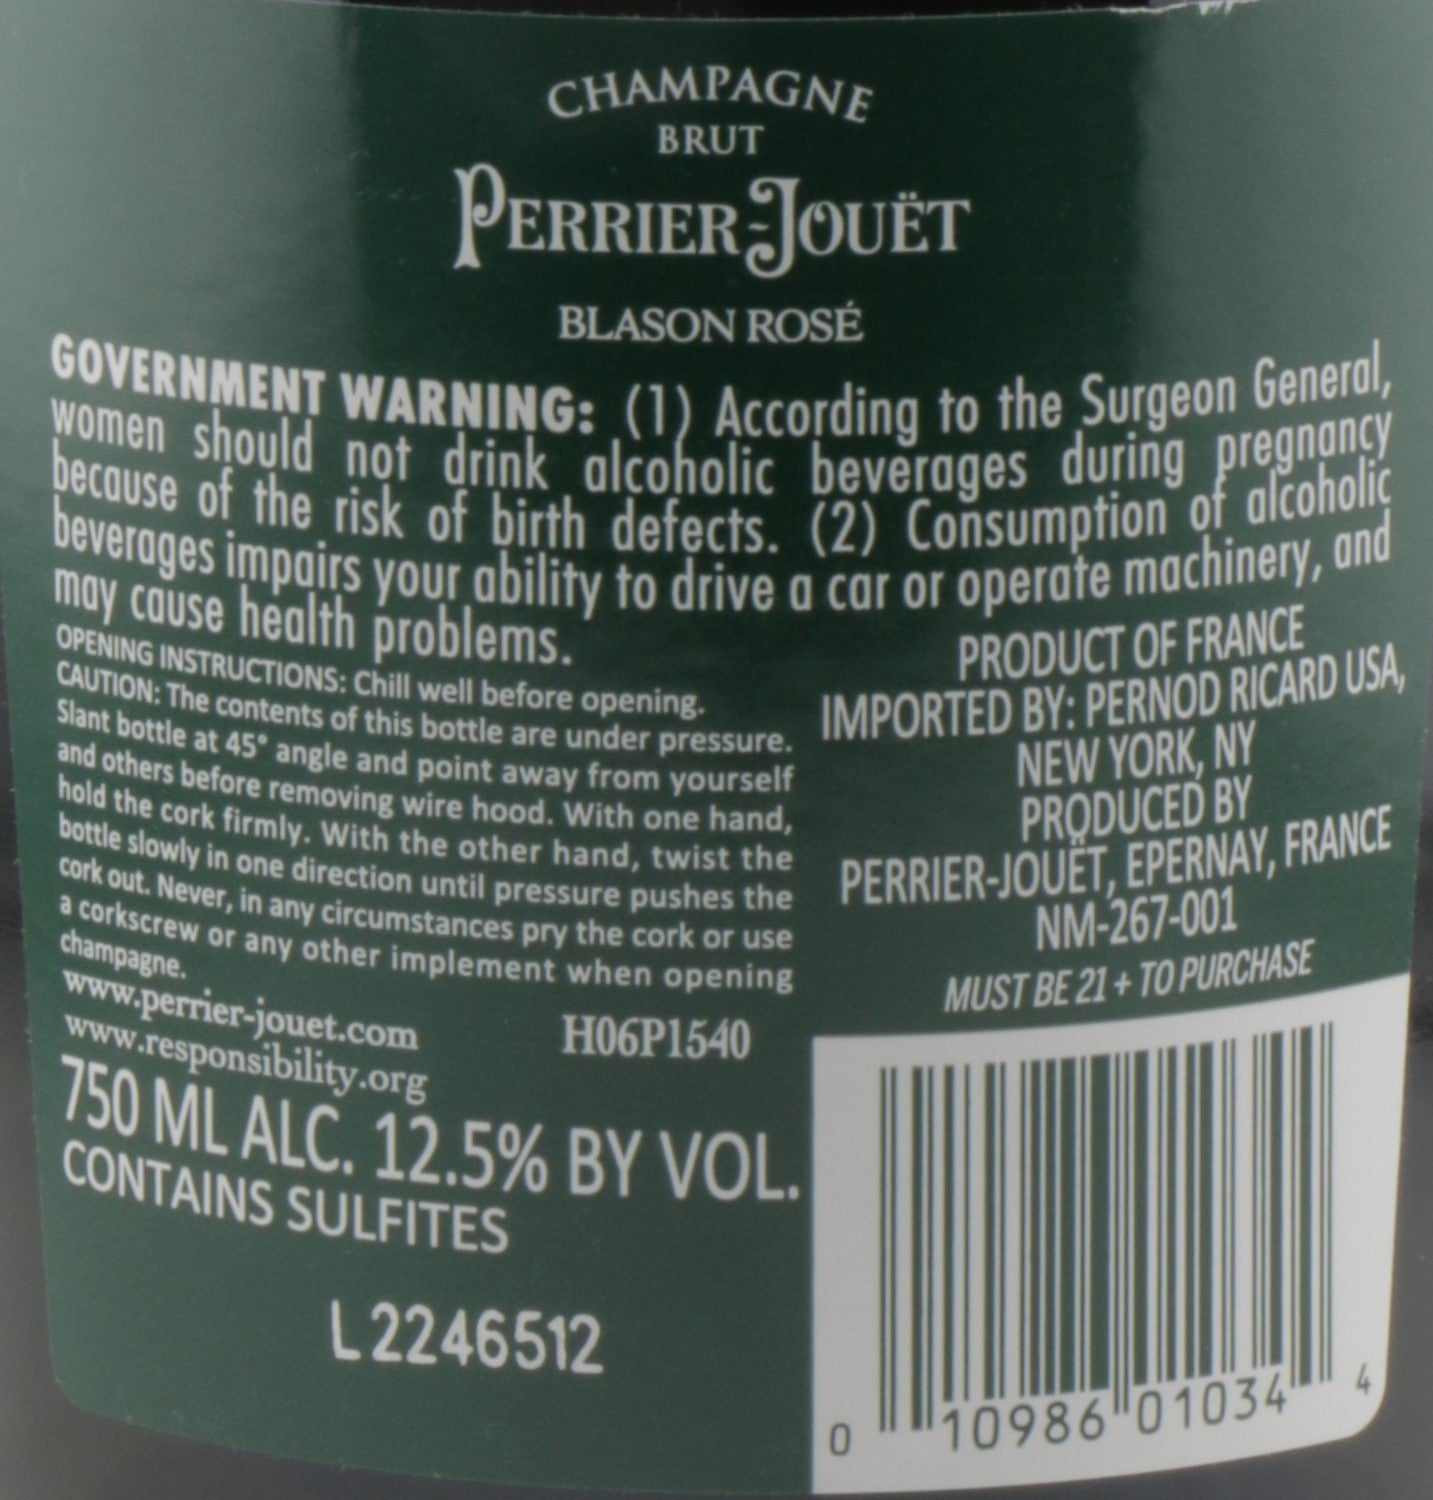 CHAMPAGNE
BRUT
PERRIER-JOUËT
BLASON ROSÉ
GOVERNMENT WARNING: (1) According to the Surgeon General,
women should not drink alcoholic beverages during pregnancy
because of the risk of birth defects. (2) Consumption of alcoholic
beverages impairs your ability to drive a car or operate machinery, and
may cause health problems.
OPENING INSTRUCTIONS: Chill well before opening.
CAUTION: The contents of this bottle are under pressure.
Slant bottle at 45° angle and point away from yourself
and others before removing wire hood. With one hand,
hold the cork firmly. With the other hand, twist the
bottle slowly in one direction until pressure pushes the
cork out. Never, in any circumstances pry the cork or use
a corkscrew or any other implement when opening
champagne.
www.perrier-jouet.com
www.responsibility.org
H06P1540
750 ML ALC. 12.5% BY VOL.
CONTAINS SULFITES
L2246512
PRODUCT OF FRANCE
IMPORTED BY: PERNOD RICARD USA,
NEW YORK, NY
PRODUCED BY
PERRIER-JOUËT, EPERNAY, FRANCE
NM-267-001
MUST BE 21 + TO PURCHASE
0 10986 01034 4